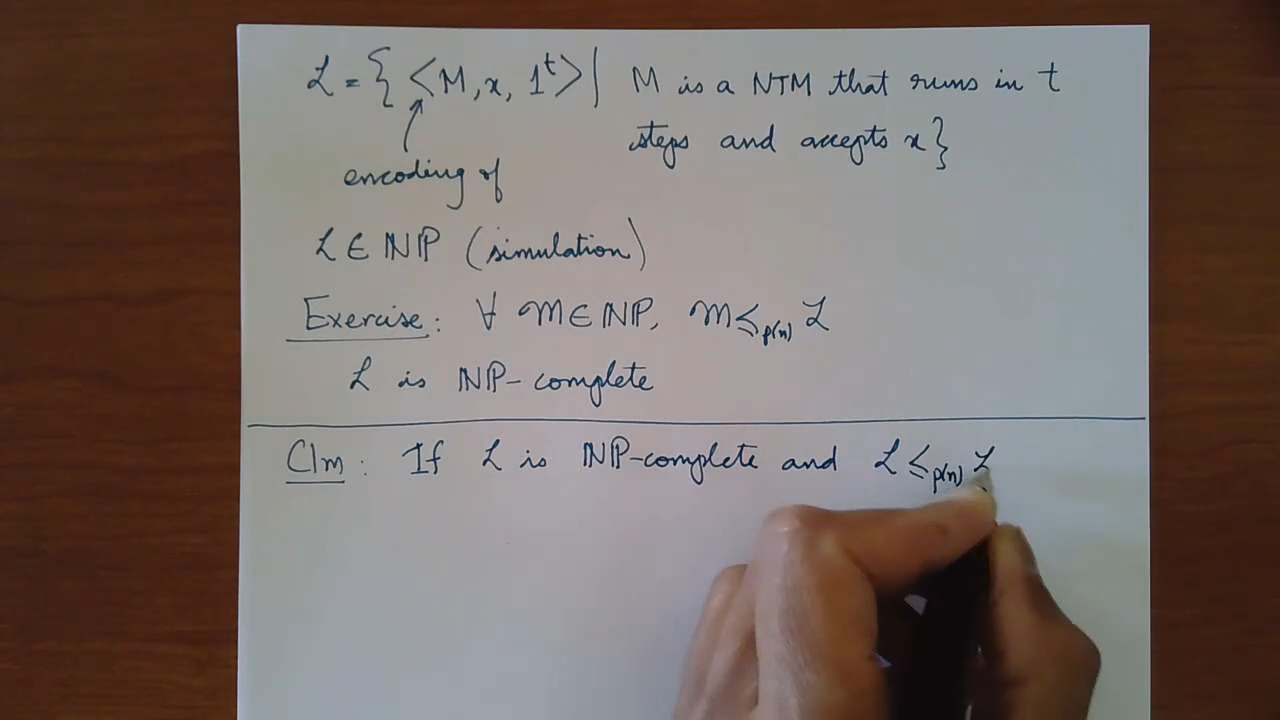 ℒ = { <M, x, 1^t> | M is a NTM that runs in t
steps and accepts x }
encoding of
ℒ ∈ NP (simulation)
Exercise: ∀ m ∈ NP, m ≤p(n) ℒ
ℒ is NP-complete
Clm: If ℒ is NP-complete and ℒ ≤p(n) ℒ